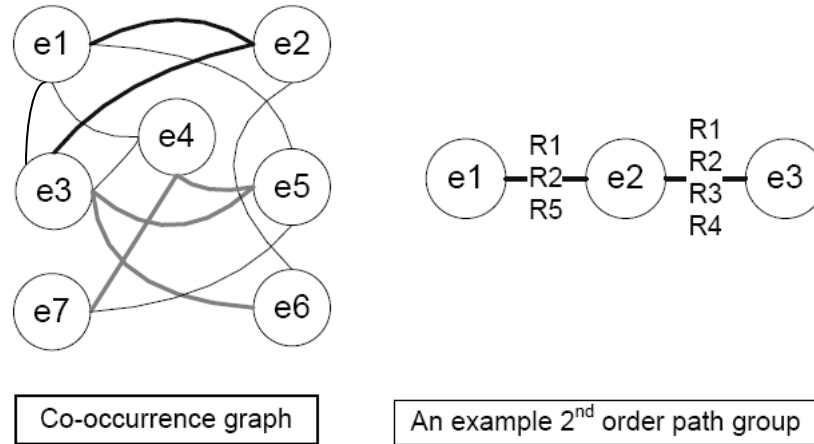 e1
e2
e4
e3
e5
e7
e6
Co-occurrence graph
e1
R1
R2
R5
e2
R1
R2
R3
R4
e3
An example 2nd order path group